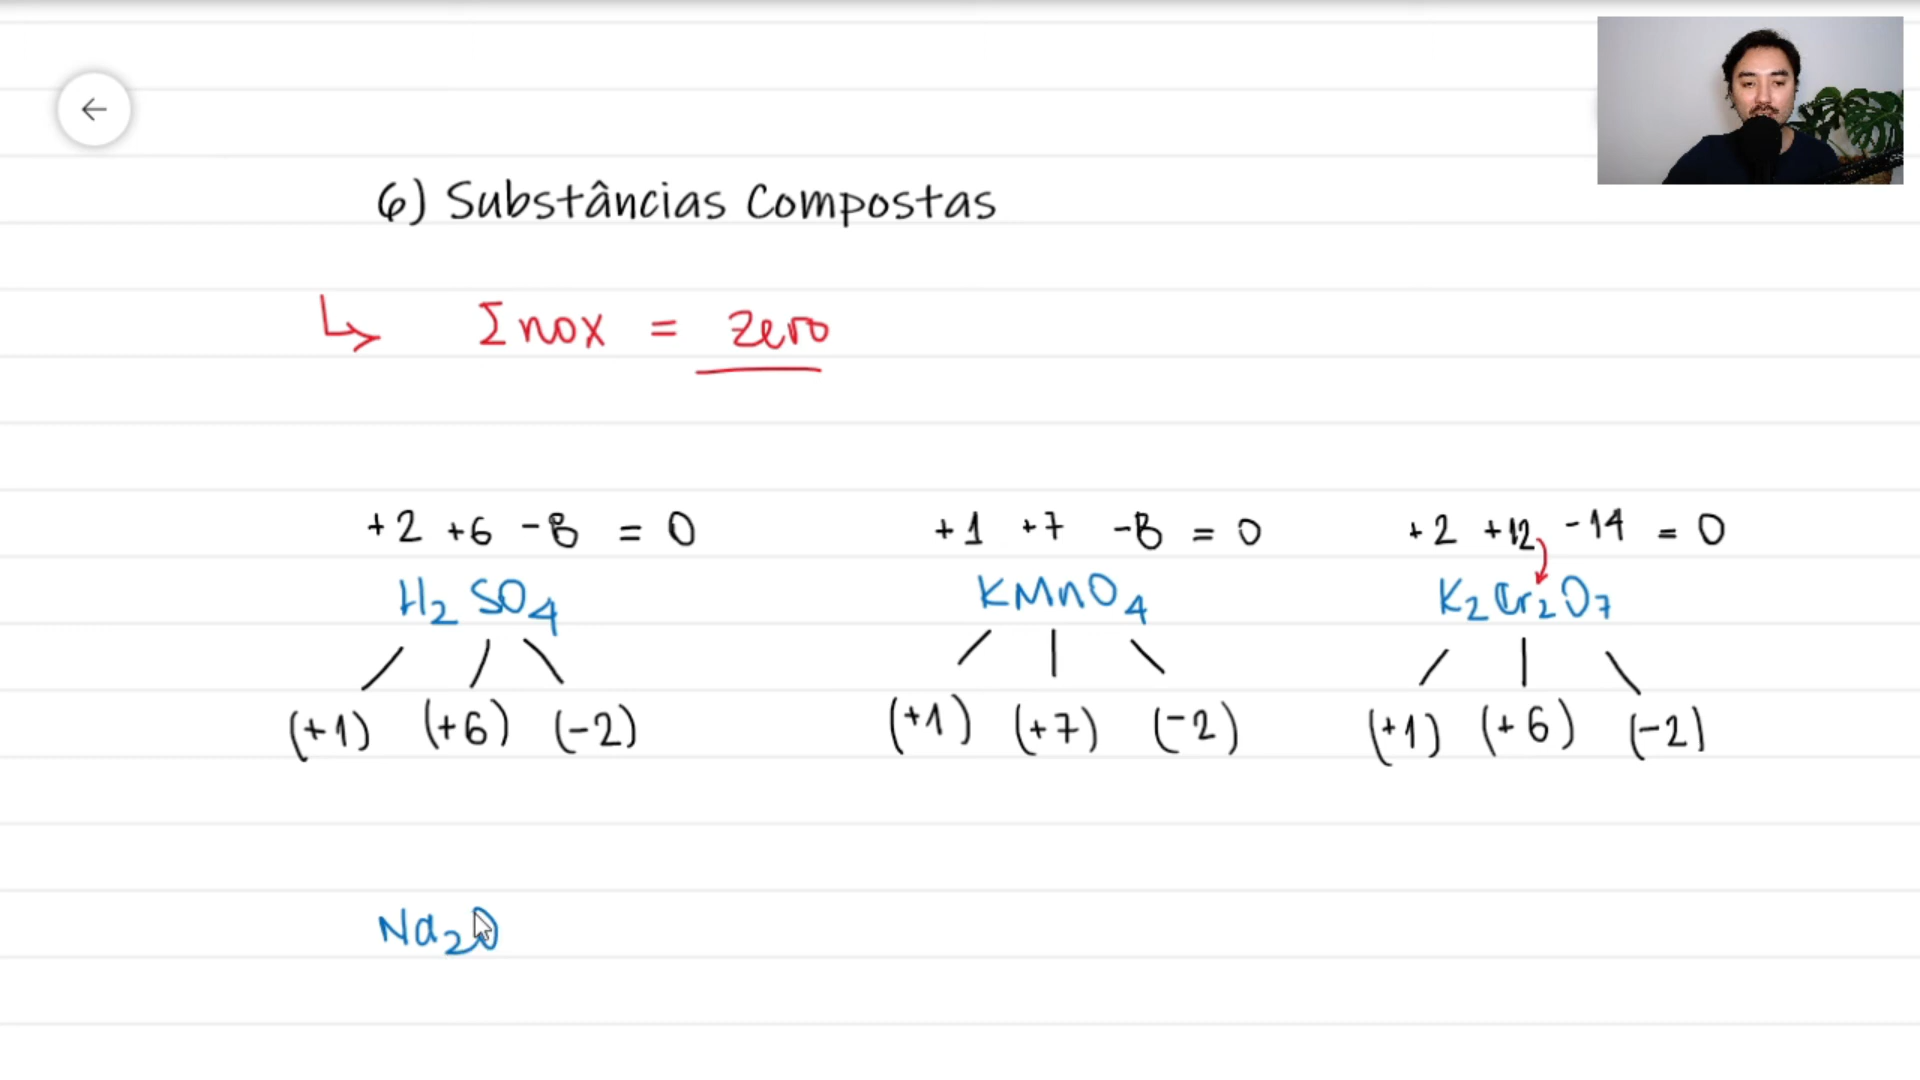 6) Substâncias Compostas
↳ Σnox = zero
+2 +6 -8 = 0
H₂SO₄
(+1) (+6) (-2)
+1 +7 -8 = 0
KMnO₄
(+1) (+7) (-2)
+2 +12 -14 = 0
K₂Cr₂O₇
(+1) (+6) (-2)
Na₂O